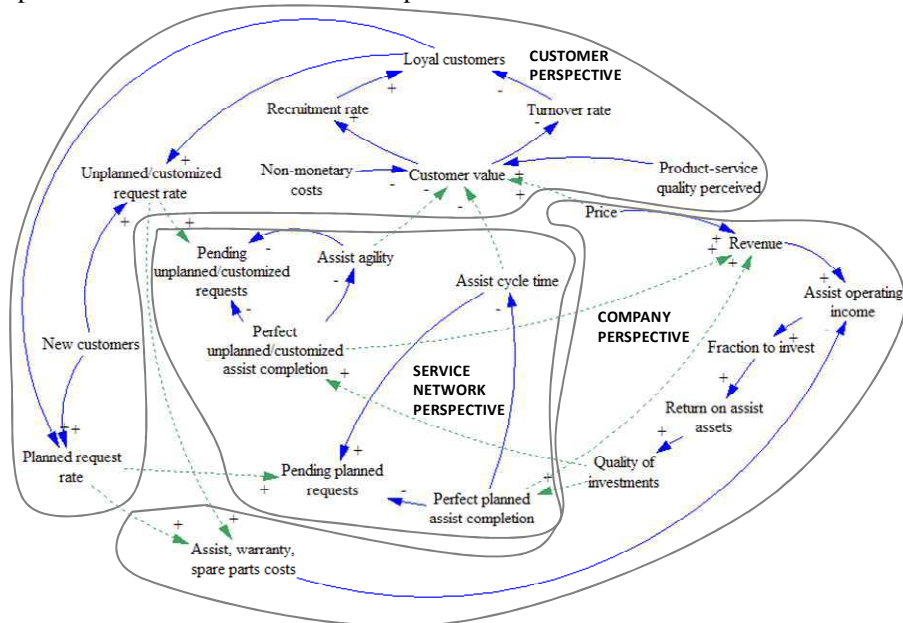 Loyal customers
CUSTOMER
PERSPECTIVE
Recruitment rate
Turnover rate
Unplanned/customized
request rate
Non-monetary
costs
Customer value
Product-service
quality perceived
Price
Revenue
Pending
unplanned/customized
requests
Assist agility
Assist cycle time
Assist operating
income
COMPANY
PERSPECTIVE
New customers
Perfect
unplanned/customized
assist completion
Fraction to invest
SERVICE
NETWORK
PERSPECTIVE
Return on assist
assets
Planned request
rate
Pending planned
requests
Quality of
investments
Perfect planned
assist completion
Assist, warranty,
spare parts costs